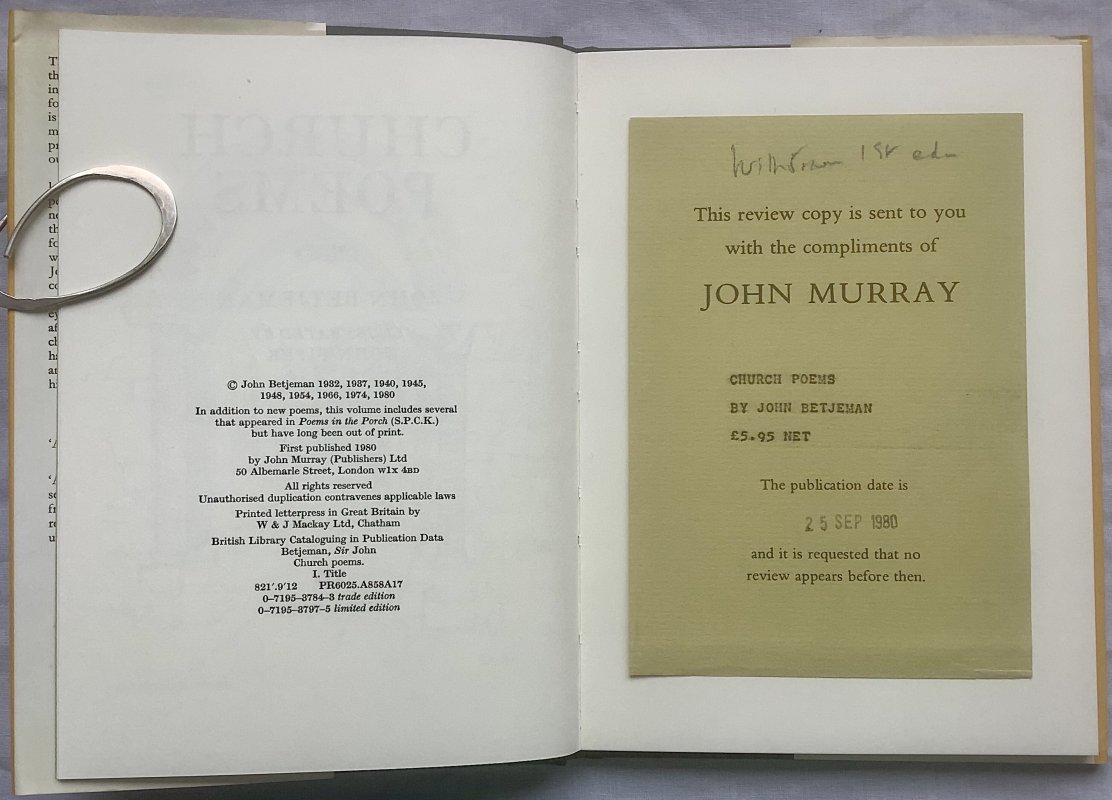 © John Betjeman 1932, 1937, 1940, 1945,
1948, 1954, 1966, 1974, 1980
In addition to new poems, this volume includes several
that appeared in Poems in the Porch (S.P.C.K.)
but have long been out of print.
First published 1980
by John Murray (Publishers) Ltd
50 Albemarle Street, London W1X 4BD
All rights reserved
Unauthorised duplication contravenes applicable laws
Printed letterpress in Great Britain by
W & J Mackay Ltd, Chatham
British Library Cataloguing in Publication Data
Betjeman, Sir John
Church poems.
I. Title
821'.9'12 PR6025.A858A17
0–7195–3784–3 trade edition
0–7195–3797–5 limited edition
Withdrawn 1st edn
This review copy is sent to you
with the compliments of
JOHN MURRAY
CHURCH POEMS
BY JOHN BETJEMAN
£5.95 NET
The publication date is
25 SEP 1980
and it is requested that no
review appears before then.